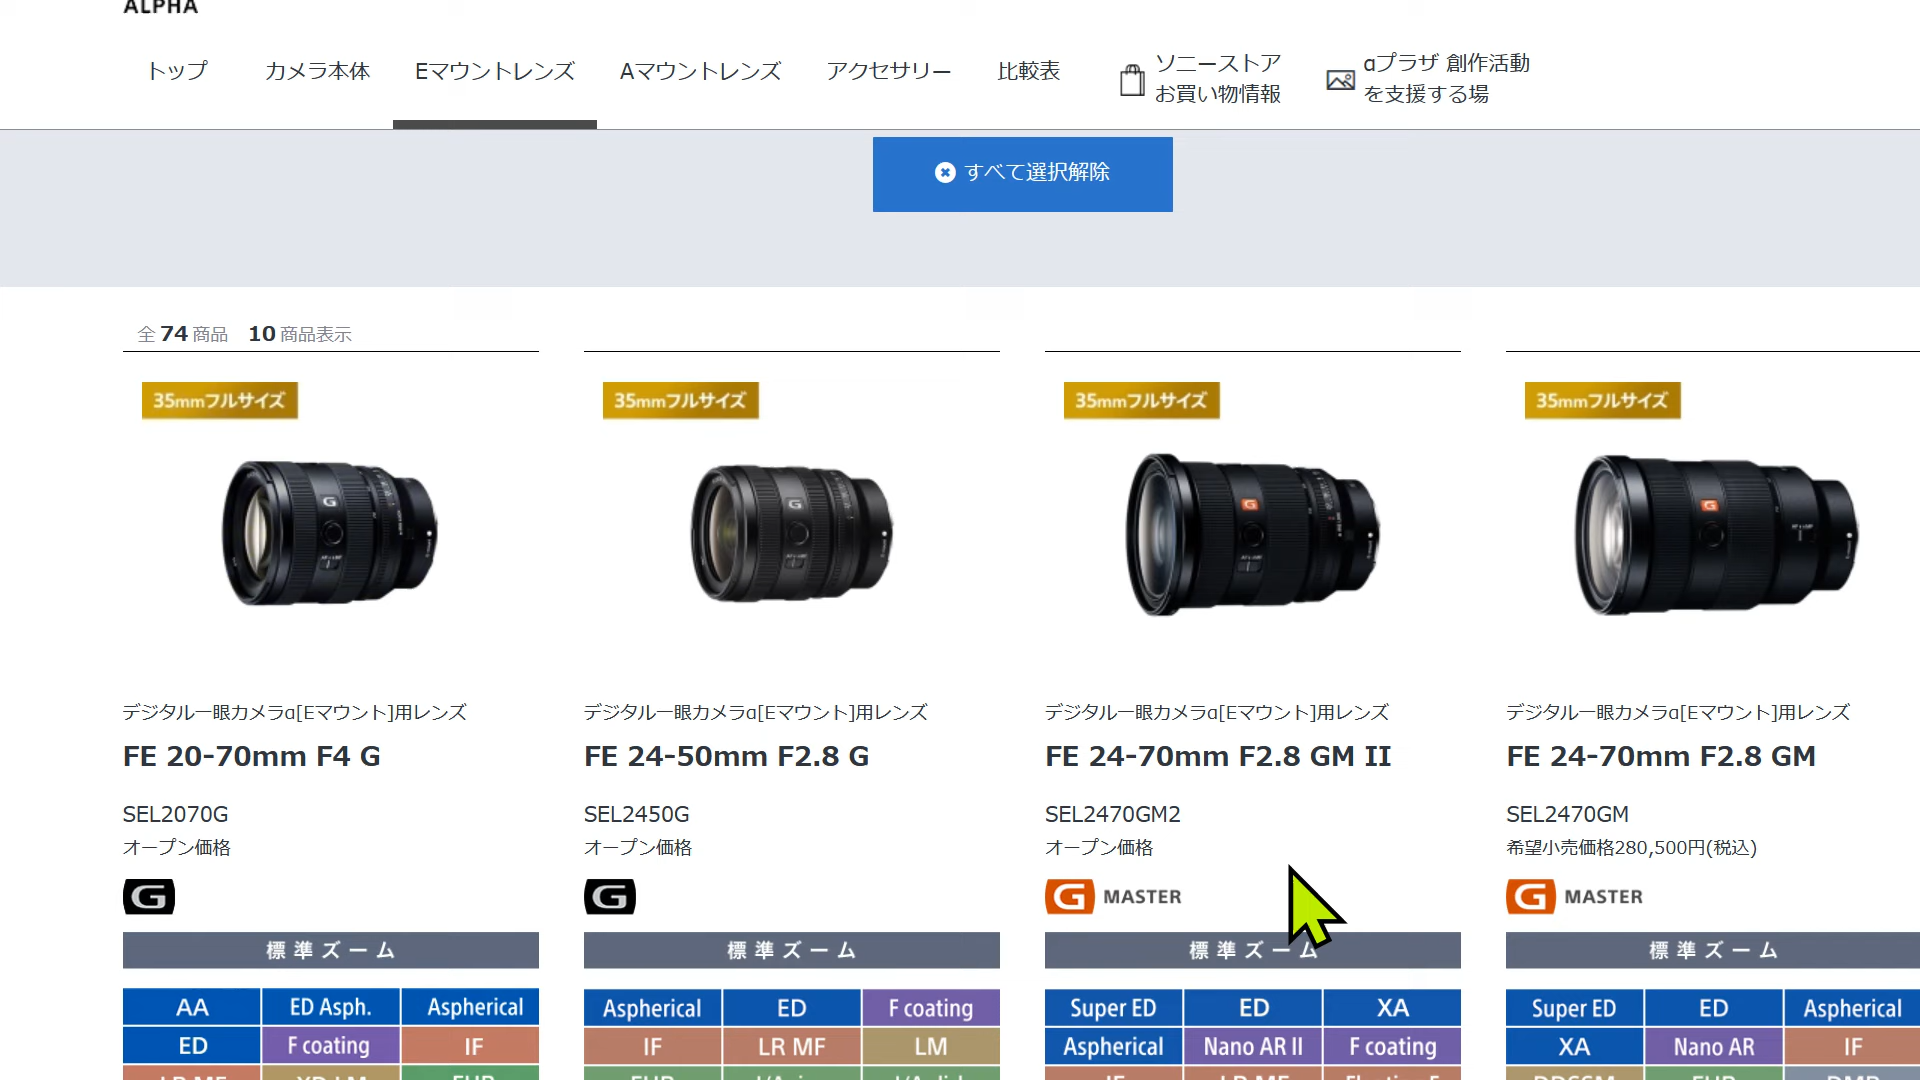 ALPHA
トップ
カメラ本体
Eマウントレンズ
Aマウントレンズ
アクセサリー
比較表
ソニーストア
お買い物情報
αプラザ 創作活動
を支援する場
すべて選択解除
全 74 商品 10 商品表示
35mmフルサイズ
デジタル一眼カメラα[Eマウント]用レンズ
FE 20-70mm F4 G
SEL2070G
オープン価格
G
標準ズーム
AA ED Asph. Aspherical
ED F coating IF
35mmフルサイズ
デジタル一眼カメラα[Eマウント]用レンズ
FE 24-50mm F2.8 G
SEL2450G
オープン価格
G
標準ズーム
Aspherical ED F coating
IF LR MF LM
35mmフルサイズ
デジタル一眼カメラα[Eマウント]用レンズ
FE 24-70mm F2.8 GM II
SEL2470GM2
オープン価格
G MASTER
標準ズーム
Super ED ED XA
Aspherical Nano AR II F coating
35mmフルサイズ
デジタル一眼カメラα[Eマウント]用レンズ
FE 24-70mm F2.8 GM
SEL2470GM
希望小売価格280,500円(税込)
G MASTER
標準ズーム
Super ED ED Aspherical
XA Nano AR IF